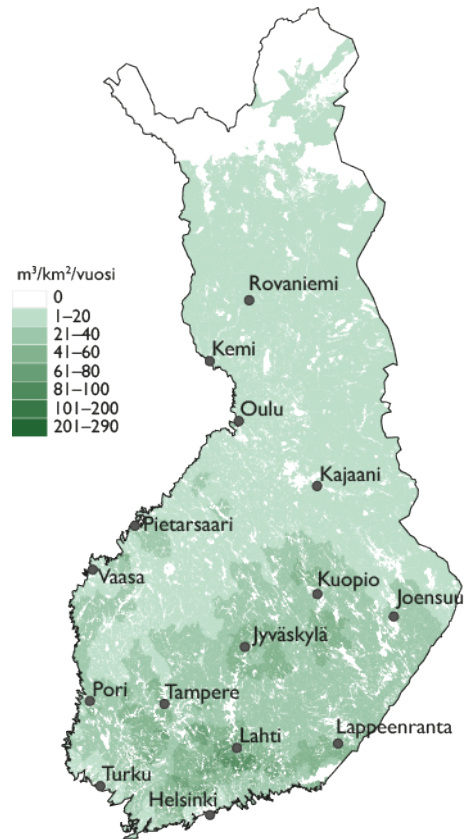 m³/km²/vuosi
0
1–20
21–40
41–60
61–80
81–100
101–200
201–290
Rovaniemi
Kemi
Oulu
Kajaani
Pietarsaari
Vaasa
Kuopio
Joensuu
Jyväskylä
Pori
Tampere
Lahti
Lappeenranta
Turku
Helsinki